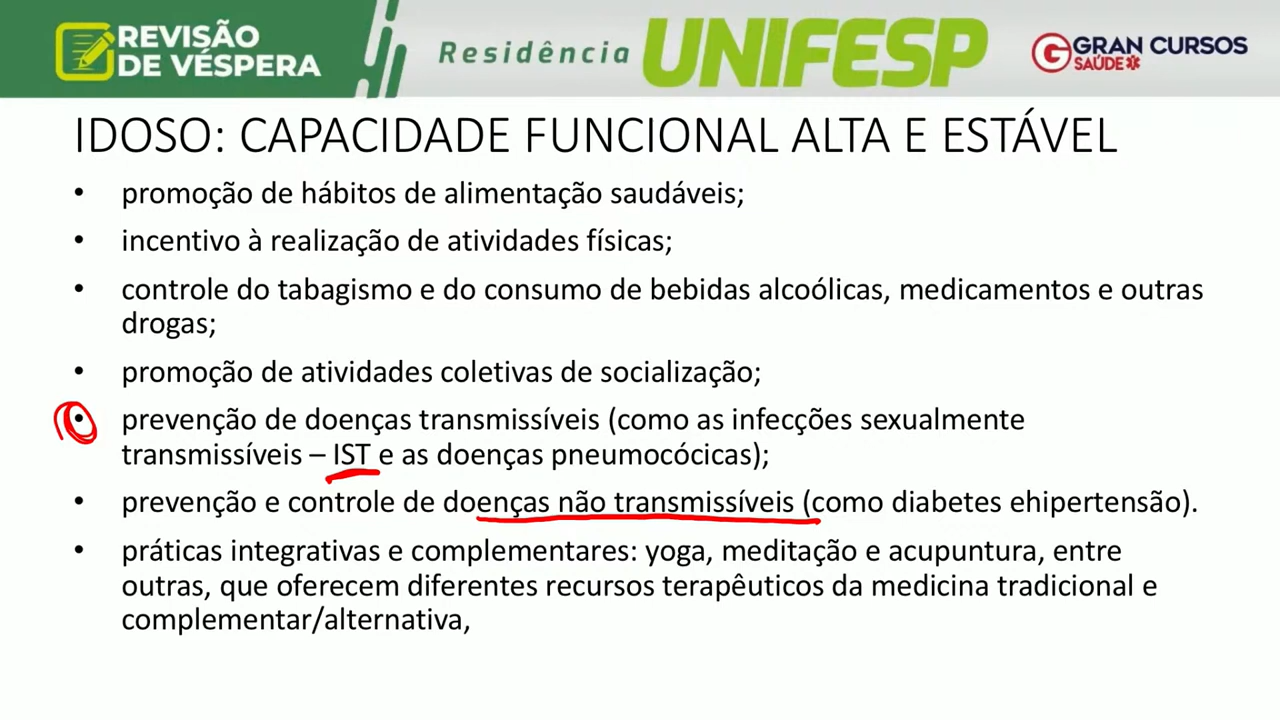 REVISÃO
DE VÉSPERA
Residência UNIFESP
GRAN CURSOS
SAÚDE
IDOSO: CAPACIDADE FUNCIONAL ALTA E ESTÁVEL
• promoção de hábitos de alimentação saudáveis;
• incentivo à realização de atividades físicas;
• controle do tabagismo e do consumo de bebidas alcoólicas, medicamentos e outras
drogas;
• promoção de atividades coletivas de socialização;
• prevenção de doenças transmissíveis (como as infecções sexualmente
transmissíveis – IST e as doenças pneumocócicas);
• prevenção e controle de doenças não transmissíveis (como diabetes ehipertensão).
• práticas integrativas e complementares: yoga, meditação e acupuntura, entre
outras, que oferecem diferentes recursos terapêuticos da medicina tradicional e
complementar/alternativa,